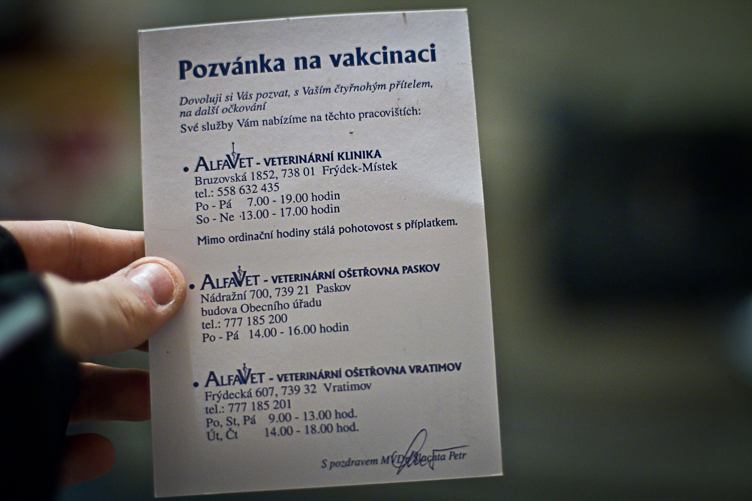 Pozvánka na vakcinaci
Dovoluji si Vás pozvat, s Vaším čtyřnohým přítelem,
na další očkování
Své služby Vám nabízíme na těchto pracovištích:
• ALFAVET - VETERINÁRNÍ KLINIKA
Bruzovská 1852, 738 01 Frýdek-Místek
tel.: 558 632 435
Po - Pá 7.00 - 19.00 hodin
So - Ne 13.00 - 17.00 hodin
Mimo ordinační hodiny stálá pohotovost s příplatkem.
• ALFAVET - VETERINÁRNÍ OŠETŘOVNA PASKOV
Nádražní 700, 739 21 Paskov
budova Obecního úřadu
tel.: 777 185 200
Po - Pá 14.00 - 16.00 hodin
• ALFAVET - VETERINÁRNÍ OŠETŘOVNA VRATIMOV
Frýdecká 607, 739 32 Vratimov
tel.: 777 185 201
Po, St, Pá 9.00 - 13.00 hod.
Út, Čt 14.00 - 18.00 hod.
S pozdravem Petr